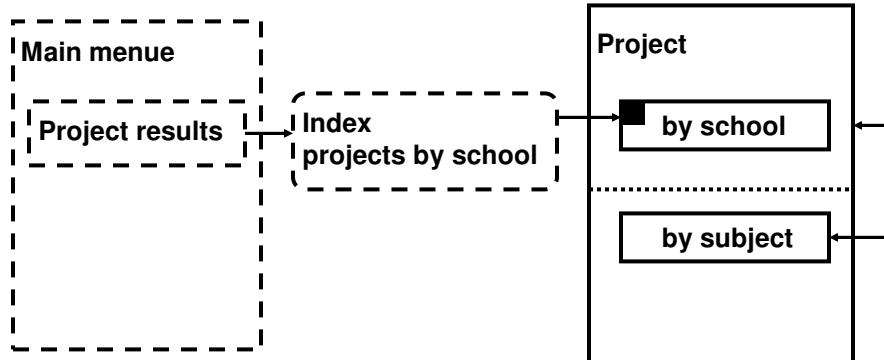 Main menue
Project results
Index
projects by school
Project
by school
by subject